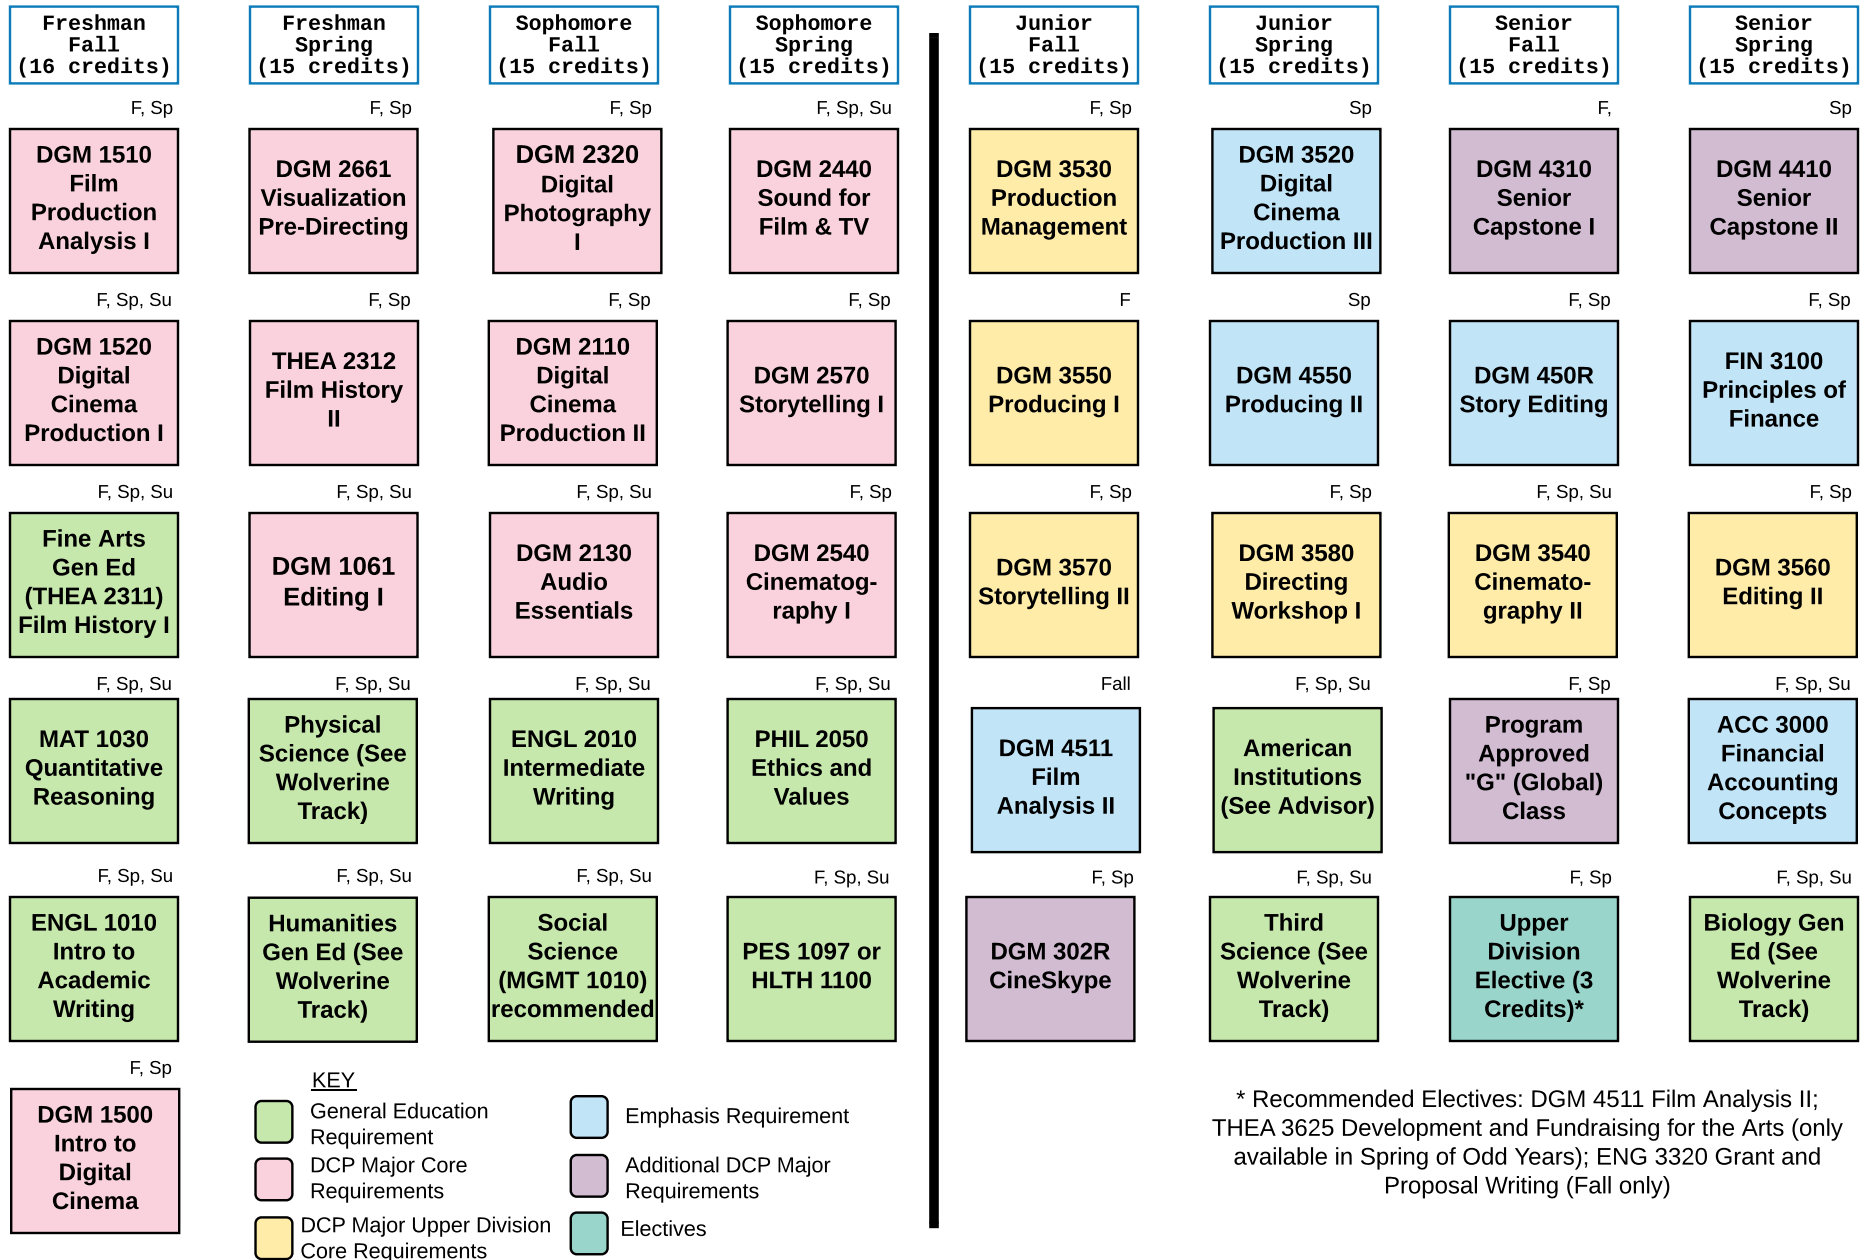 Freshman
Fall
(16 credits)
Freshman
Spring
(15 credits)
Sophomore
Fall
(15 credits)
Sophomore
Spring
(15 credits)
Junior
Fall
(15 credits)
Junior
Spring
(15 credits)
Senior
Fall
(15 credits)
Senior
Spring
(15 credits)
F, Sp
F, Sp
F, Sp
F, Sp, Su
F, Sp
Sp
F,
Sp
DGM 1510
Film
Production
Analysis I
DGM 2661
Visualization
Pre-Directing
DGM 2320
Digital
Photography
I
DGM 2440
Sound for
Film & TV
DGM 3530
Production
Management
DGM 3520
Digital
Cinema
Production III
DGM 4310
Senior
Capstone I
DGM 4410
Senior
Capstone II
F, Sp, Su
F, Sp
F, Sp
F, Sp
F
Sp
F, Sp
F, Sp
DGM 1520
Digital
Cinema
Production I
THEA 2312
Film History
II
DGM 2110
Digital
Cinema
Production II
DGM 2570
Storytelling I
DGM 3550
Producing I
DGM 4550
Producing II
DGM 450R
Story Editing
FIN 3100
Principles of
Finance
F, Sp, Su
F, Sp, Su
F, Sp, Su
F, Sp
F, Sp
F, Sp
F, Sp, Su
F, Sp
Fine Arts
Gen Ed
(THEA 2311)
Film History I
DGM 1061
Editing I
DGM 2130
Audio
Essentials
DGM 2540
Cinematog-
raphy I
DGM 3570
Storytelling II
DGM 3580
Directing
Workshop I
DGM 3540
Cinemato-
graphy II
DGM 3560
Editing II
F, Sp, Su
F, Sp, Su
F, Sp, Su
F, Sp, Su
Fall
F, Sp, Su
F, Sp
F, Sp, Su
MAT 1030
Quantitative
Reasoning
Physical
Science (See
Wolverine
Track)
ENGL 2010
Intermediate
Writing
PHIL 2050
Ethics and
Values
DGM 4511
Film
Analysis II
American
Institutions
(See Advisor)
Program
Approved
"G" (Global)
Class
ACC 3000
Financial
Accounting
Concepts
F, Sp, Su
F, Sp, Su
F, Sp, Su
F, Sp, Su
F, Sp
F, Sp, Su
F, Sp
F, Sp, Su
ENGL 1010
Intro to
Academic
Writing
Humanities
Gen Ed (See
Wolverine
Track)
Social
Science
(MGMT 1010)
recommended
PES 1097 or
HLTH 1100
DGM 302R
CineSkype
Third
Science (See
Wolverine
Track)
Upper
Division
Elective (3
Credits)*
Biology Gen
Ed (See
Wolverine
Track)
F, Sp
DGM 1500
Intro to
Digital
Cinema
KEY
General Education
Requirement
DCP Major Core
Requirements
DCP Major Upper Division
Core Requirements
Emphasis Requirement
Additional DCP Major
Requirements
Electives
* Recommended Electives: DGM 4511 Film Analysis II;
THEA 3625 Development and Fundraising for the Arts (only
available in Spring of Odd Years); ENG 3320 Grant and
Proposal Writing (Fall only)